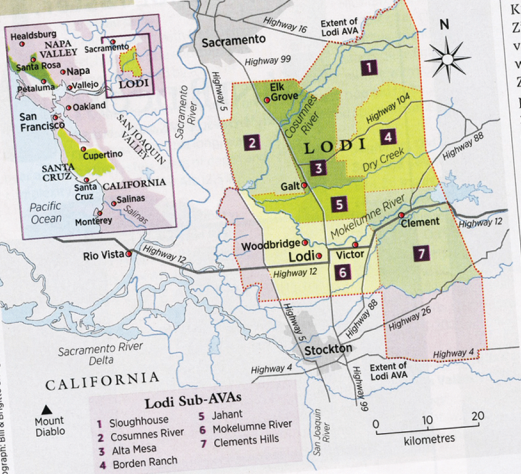 Healdsburg
NAPA
VALLEY
Santa Rosa
Napa
Petaluma
Vallejo
Sacramento
LODI
Oakland
San
Francisco
SAN JOAQUIN
VALLEY
Cupertino
SANTA
CRUZ
Santa
Cruz
CALIFORNIA
Salinas
Salinas
Pacific
Ocean
Monterey
Sacramento
Highway 16
Extent of
Lodi AVA
N
Highway 99
Highway 5
Sacramento
River
Elk
Grove
Cosumnes
River
1
2
LODI
Highway 104
4
Dry Creek
3
Highway 88
Galt
5
Mokelumne River
Clement
Highway 12
Woodbridge
Lodi
Victor
7
6
Rio Vista
Highway 12
Highway 12
Highway 5
Highway 88
Highway 26
Sacramento River
Delta
Stockton
Highway 4
Highway 4
Extent of
Lodi AVA
Highway 99
San Joaquin
River
CALIFORNIA
Mount
Diablo
Lodi Sub-AVAs
1 Sloughhouse
2 Cosumnes River
3 Alta Mesa
4 Borden Ranch
5 Jahant
6 Mokelumne River
7 Clements Hills
0 10 20
kilometres